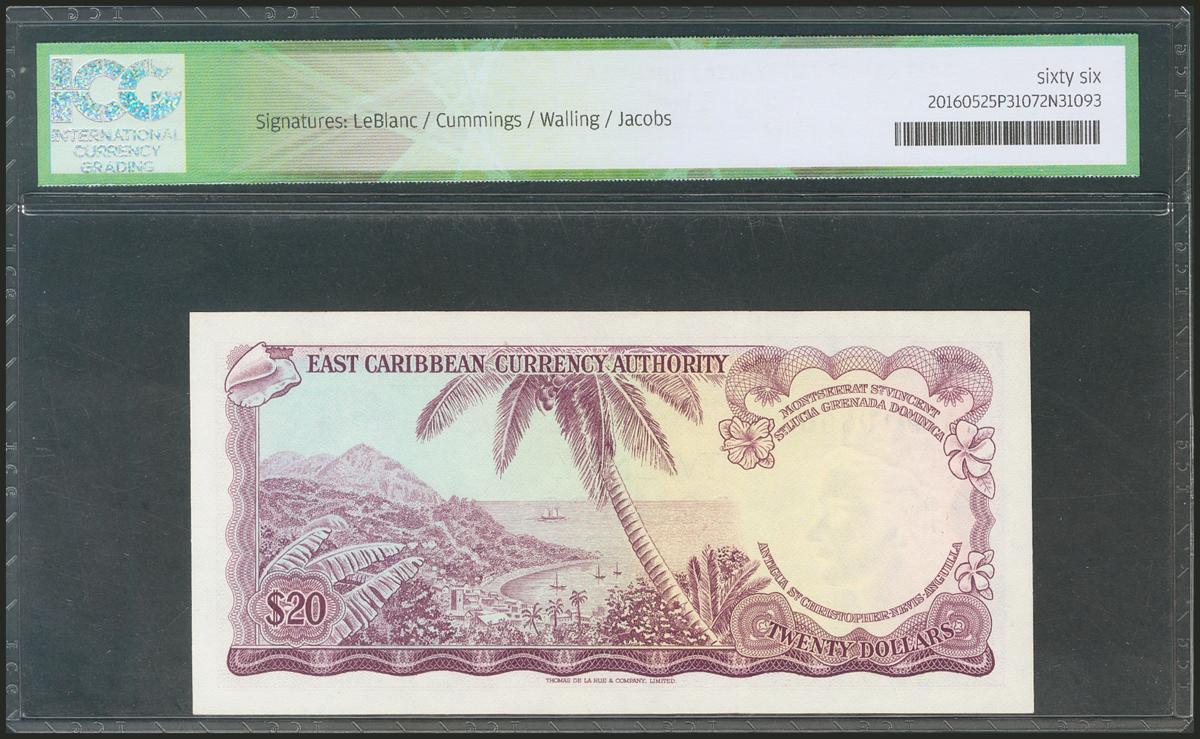 ICG
INTERNATIONAL
CURRENCY
GRADING
Signatures: LeBlanc / Cummings / Walling / Jacobs
sixty six
20160525P31072N31093
EAST CARIBBEAN CURRENCY AUTHORITY
MONTSERRAT ST VINCENT
ST LUCIA GRENADA DOMINICA
ANTIGUA ST CHRISTOPHER-NEVIS-ANGUILLA
$20
TWENTY DOLLARS
THOMAS DE LA RUE & COMPANY, LIMITED.